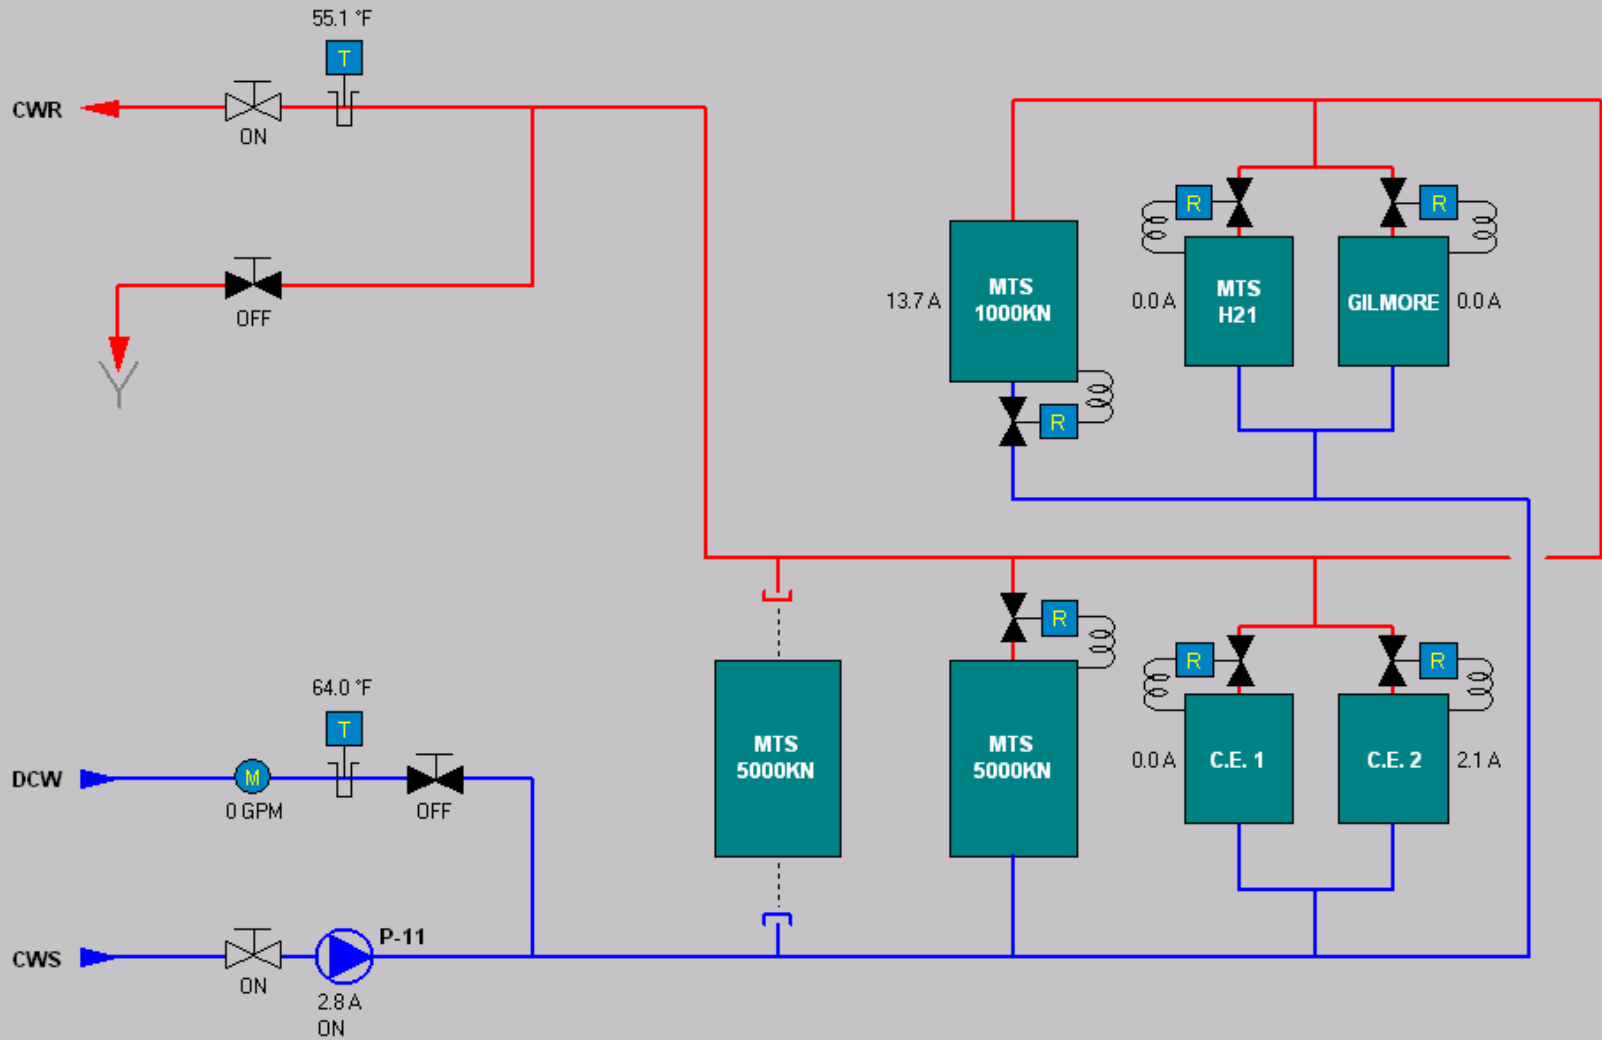 55.1 °F
T
CWR
ON
OFF
R
R
MTS
1000KN
13.7 A
MTS
H21
0.0 A
GILMORE
0.0 A
R
R
R
R
64.0 °F
T
DCW
M
0 GPM
OFF
MTS
5000KN
MTS
5000KN
0.0 A
C.E. 1
C.E. 2
2.1 A
CWS
ON
P-11
2.8 A
ON